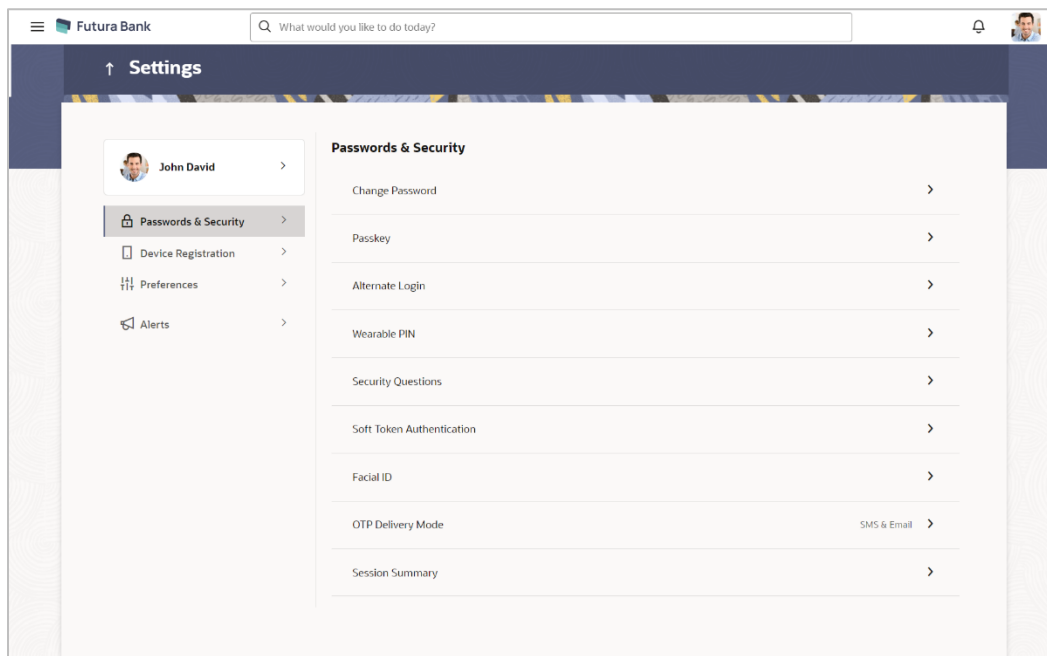 Futura Bank
What would you like to do today?
Settings
John David
Passwords & Security
Device Registration
Preferences
Alerts
Passwords & Security
Change Password
Passkey
Alternate Login
Wearable PIN
Security Questions
Soft Token Authentication
Facial ID
OTP Delivery Mode SMS & Email
Session Summary